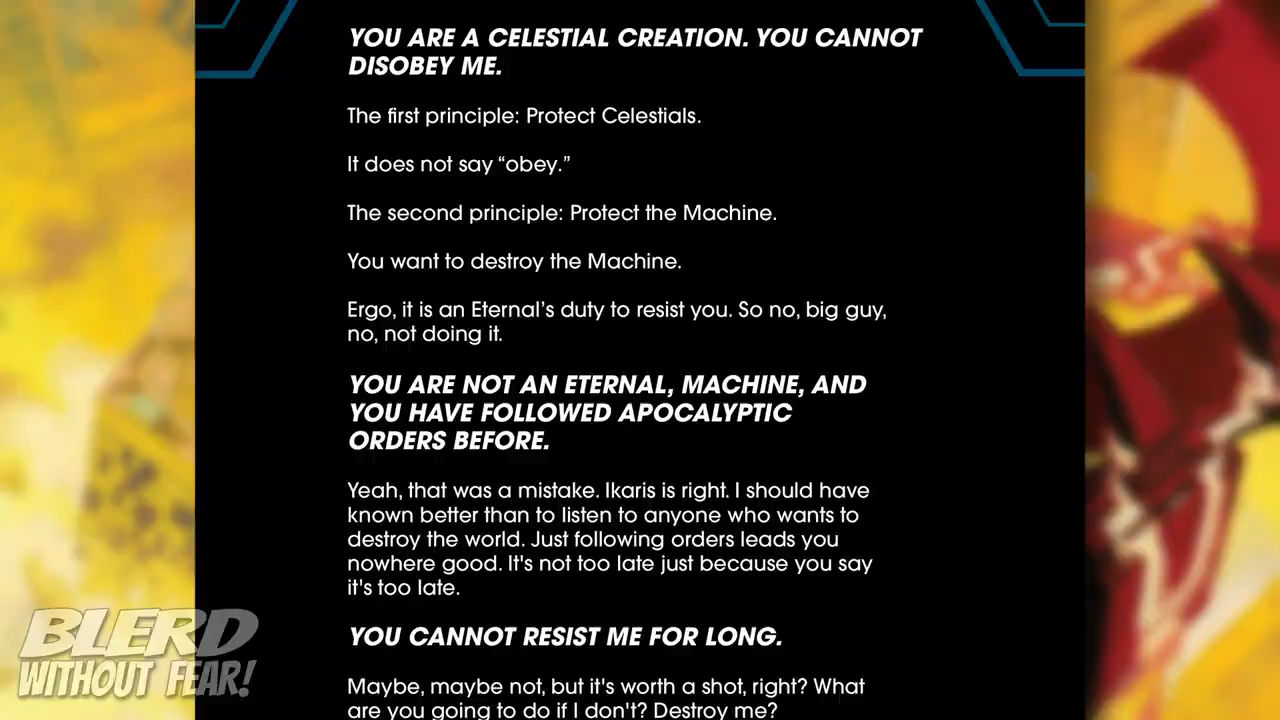 YOU ARE A CELESTIAL CREATION. YOU CANNOT
DISOBEY ME.
The first principle: Protect Celestials.
It does not say “obey.”
The second principle: Protect the Machine.
You want to destroy the Machine.
Ergo, it is an Eternal’s duty to resist you. So no, big guy,
no, not doing it.
YOU ARE NOT AN ETERNAL, MACHINE, AND
YOU HAVE FOLLOWED APOCALYPTIC
ORDERS BEFORE.
Yeah, that was a mistake. Ikaris is right. I should have
known better than to listen to anyone who wants to
destroy the world. Just following orders leads you
nowhere good. It's not too late just because you say
it's too late.
YOU CANNOT RESIST ME FOR LONG.
Maybe, maybe not, but it's worth a shot, right? What
are you going to do if I don't? Destroy me?
BLERD
WITHOUT FEAR!